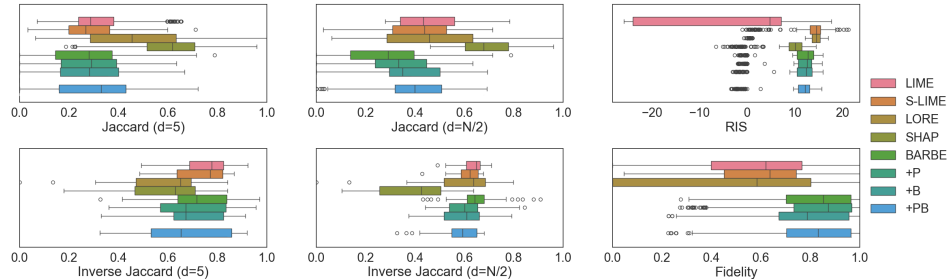 0.0 0.2 0.4 0.6 0.8 1.0
Jaccard (d=5)
0.0 0.2 0.4 0.6 0.8 1.0
Jaccard (d=N/2)
−20 −10 0 10 20
RIS
LIME
S-LIME
LORE
SHAP
BARBE
+P
+B
+PB
0.0 0.2 0.4 0.6 0.8 1.0
Inverse Jaccard (d=5)
0.0 0.2 0.4 0.6 0.8 1.0
Inverse Jaccard (d=N/2)
0.0 0.2 0.4 0.6 0.8 1.0
Fidelity